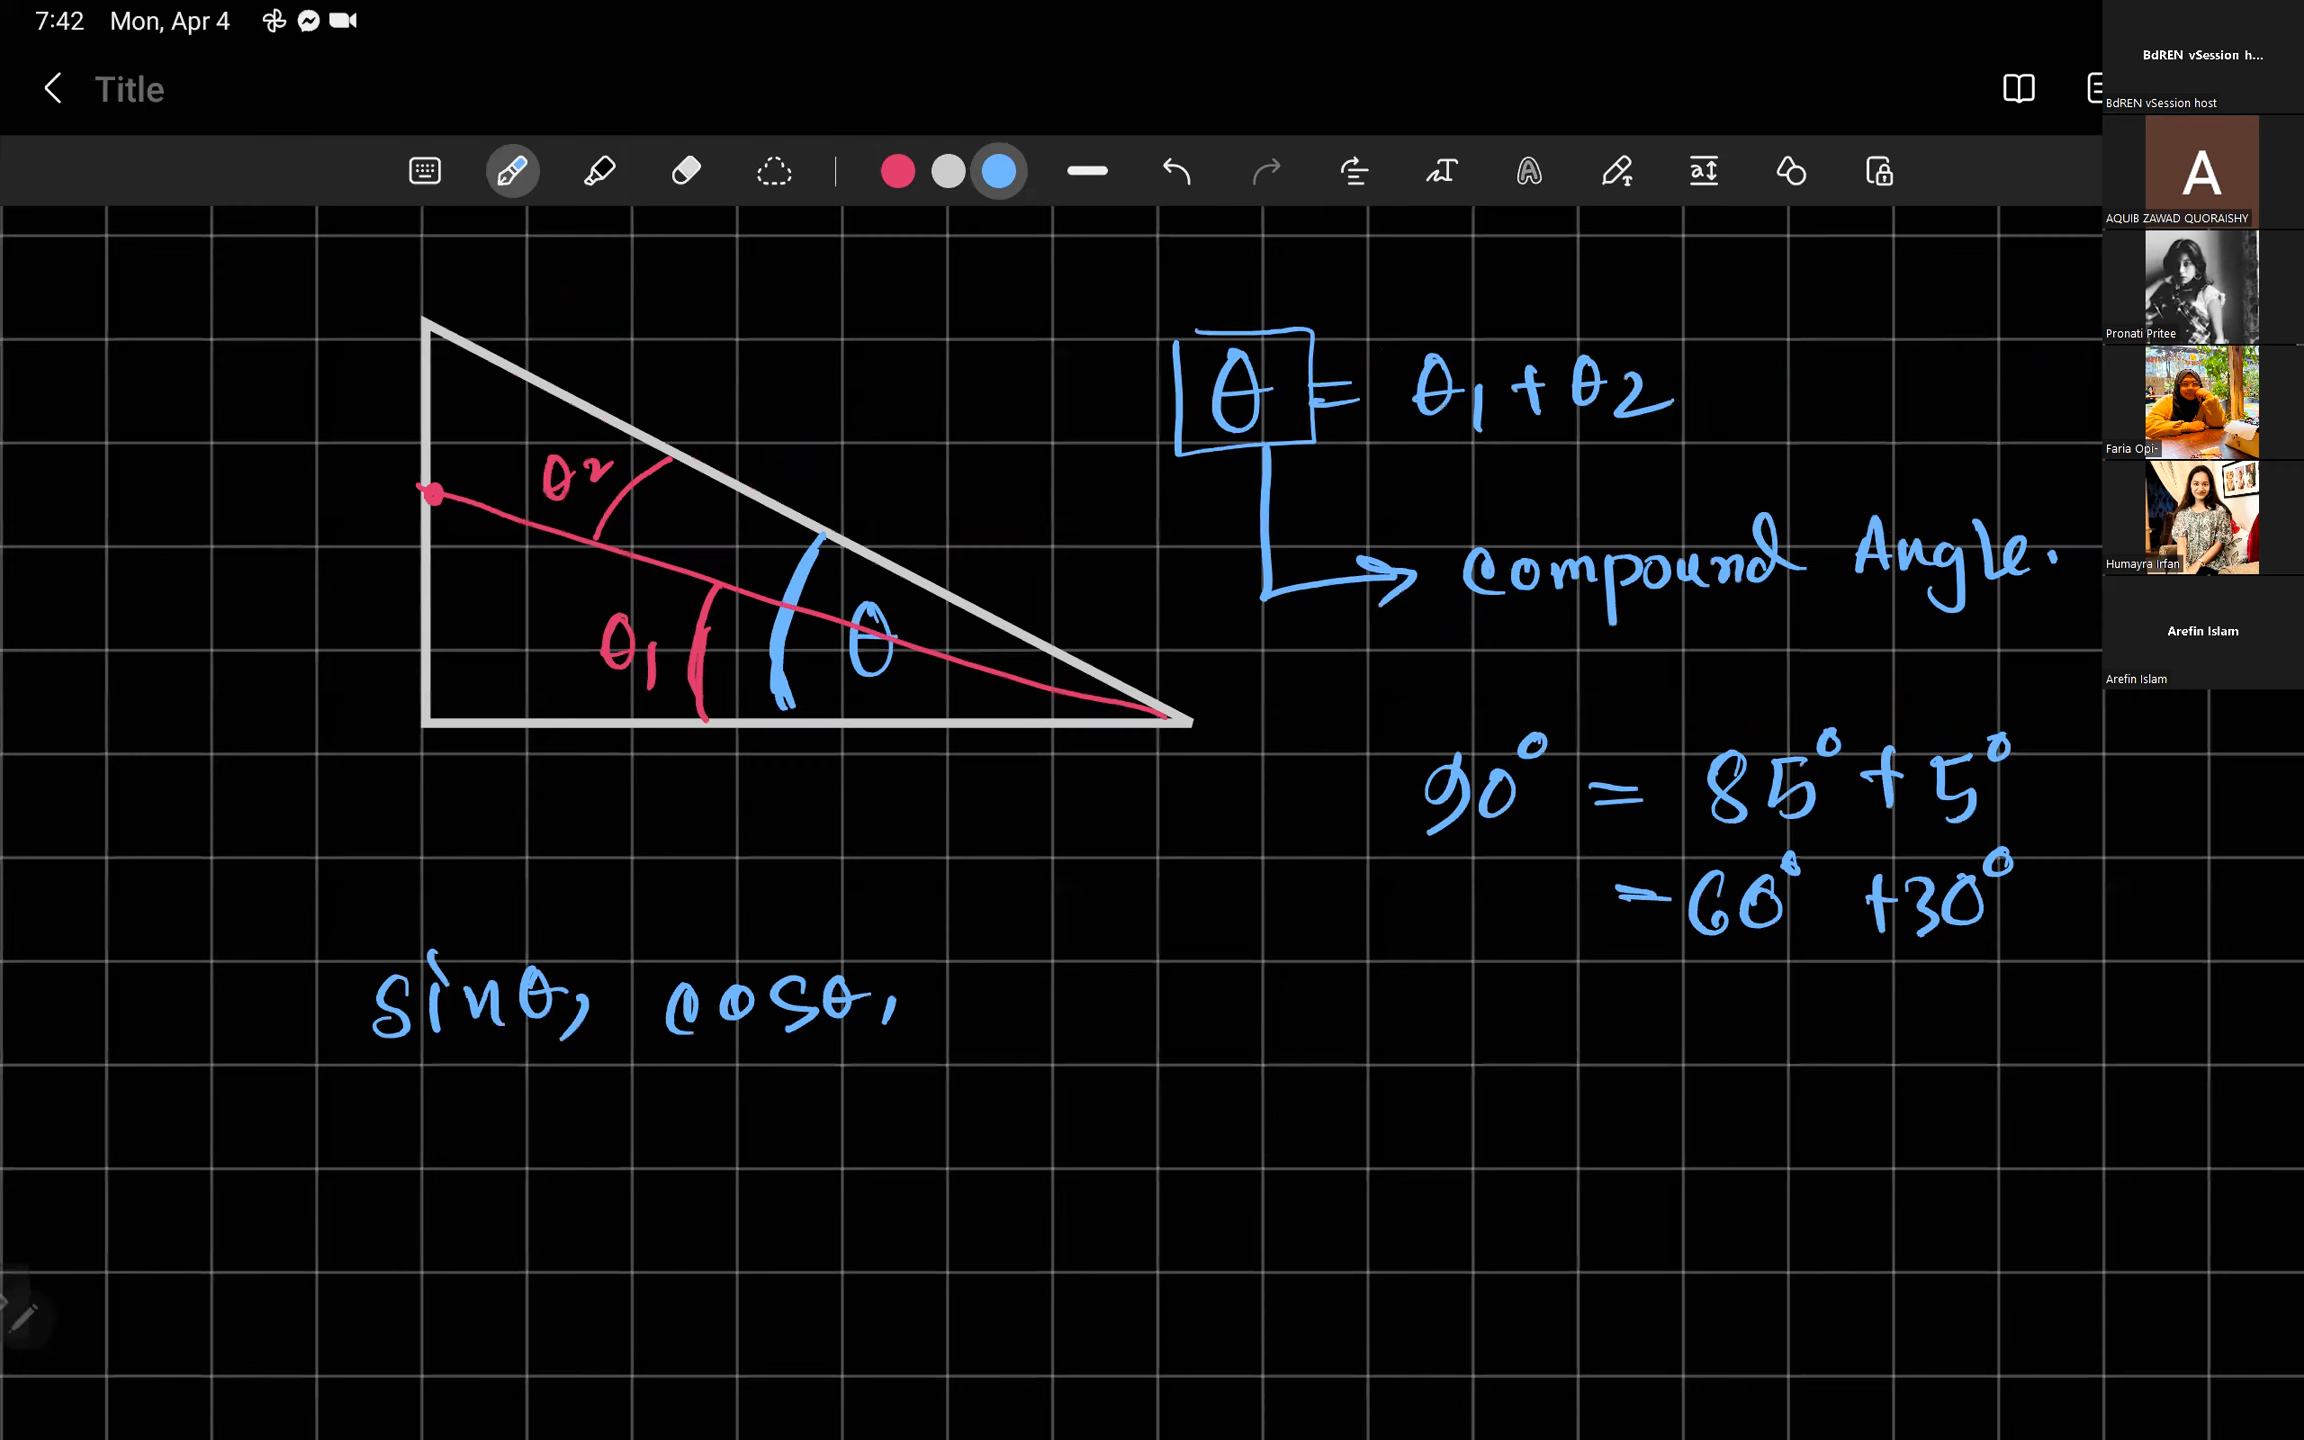 7:42 Mon, Apr 4
Title
BdREN vSession h...
BdREN vSession host
A
AQUIB ZAWAD QUORAISHY
Pronati Pritee
Faria Opi-
Humayra Irfan
Arefin Islam
Arefin Islam
θ = θ1 + θ2
compound Angle.
θ2
θ1
θ
90° = 85° + 5°
= 60° + 30°
sinθ, cosθ,